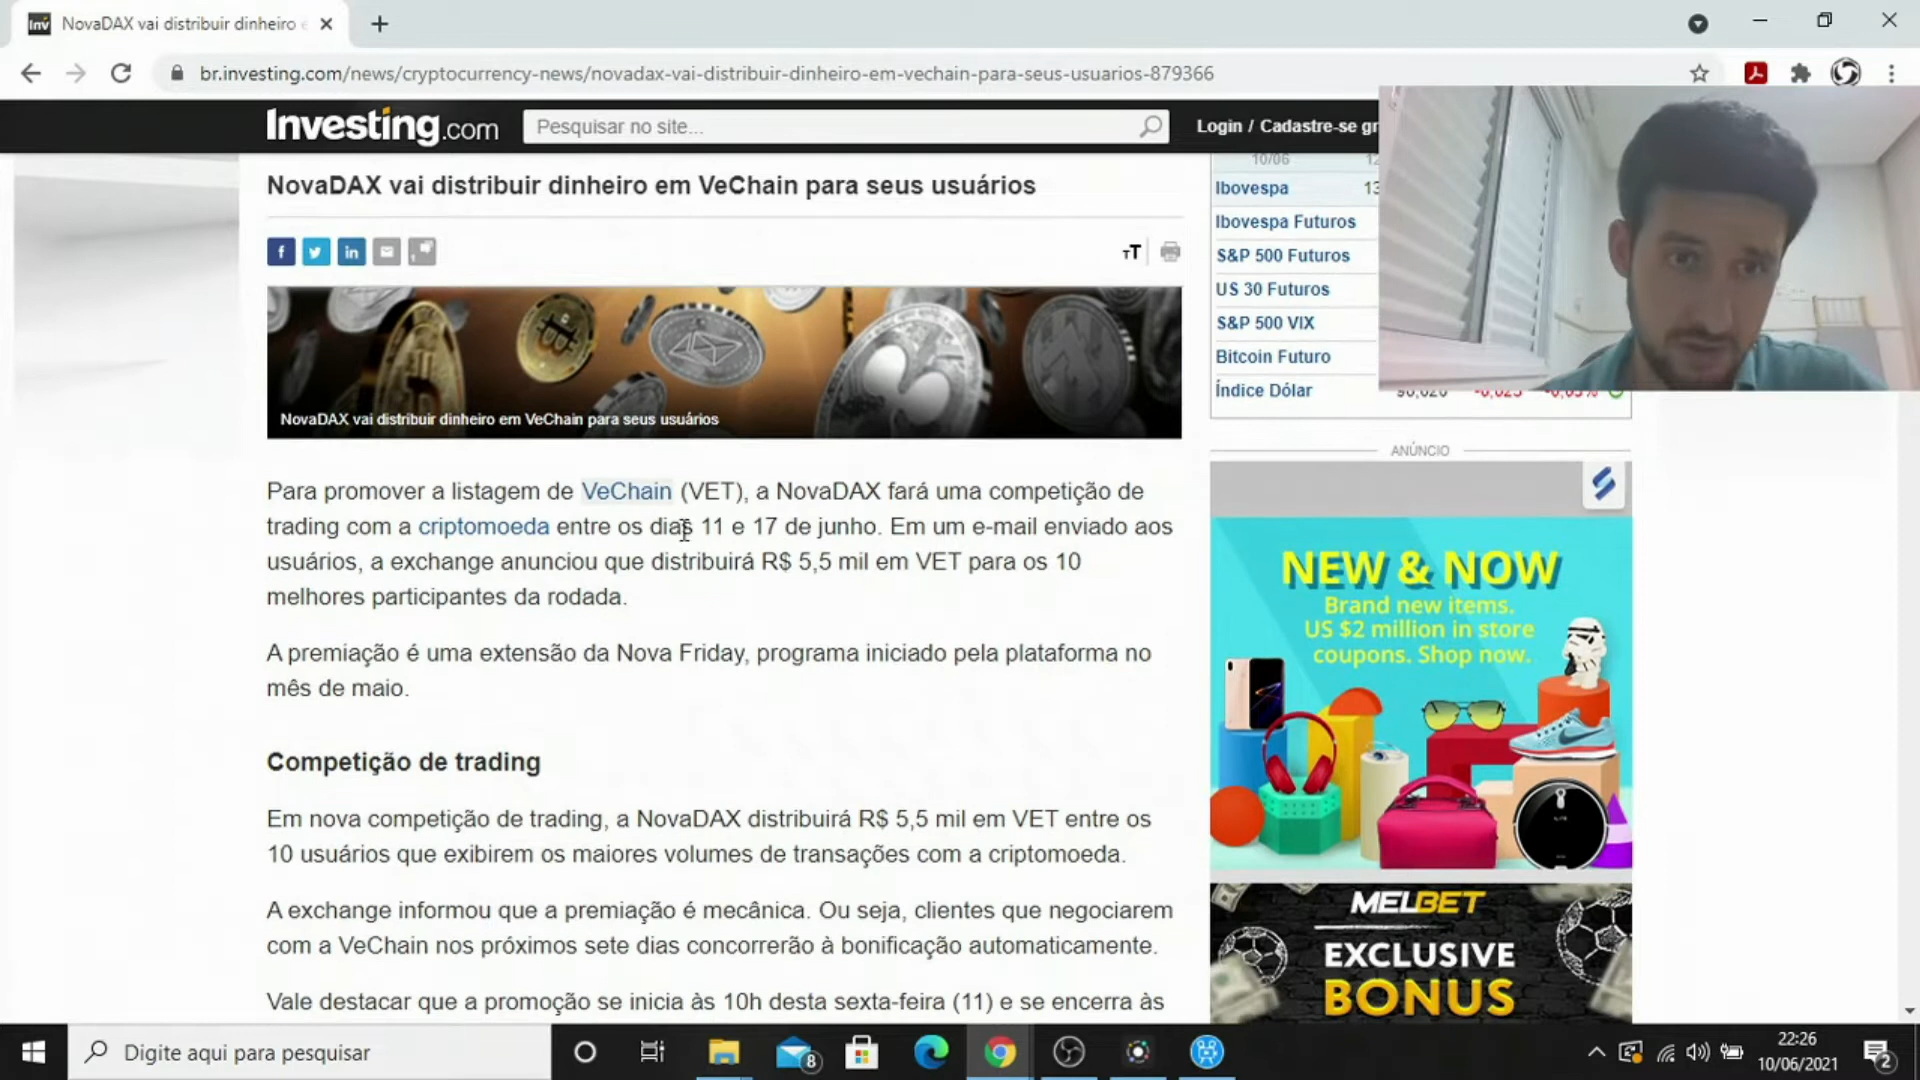 NovaDAX vai distribuir dinheiro
br.investing.com/news/cryptocurrency-news/novadax-vai-distribuir-dinheiro-em-vechain-para-seus-usuarios-879366
Investing.com
Pesquisar no site...
Login / Cadastre-se gr
NovaDAX vai distribuir dinheiro em VeChain para seus usuários
NovaDAX vai distribuir dinheiro em VeChain para seus usuários
Para promover a listagem de VeChain (VET), a NovaDAX fará uma competição de
trading com a criptomoeda entre os dias 11 e 17 de junho. Em um e-mail enviado aos
usuários, a exchange anunciou que distribuirá R$ 5,5 mil em VET para os 10
melhores participantes da rodada.
A premiação é uma extensão da Nova Friday, programa iniciado pela plataforma no
mês de maio.
Competição de trading
Em nova competição de trading, a NovaDAX distribuirá R$ 5,5 mil em VET entre os
10 usuários que exibirem os maiores volumes de transações com a criptomoeda.
A exchange informou que a premiação é mecânica. Ou seja, clientes que negociarem
com a VeChain nos próximos sete dias concorrerão à bonificação automaticamente.
Vale destacar que a promoção se inicia às 10h desta sexta-feira (11) e se encerra às
10/06
Ibovespa 13
Ibovespa Futuros
S&P 500 Futuros
US 30 Futuros
S&P 500 VIX
Bitcoin Futuro
Índice Dólar
ANÚNCIO
NEW & NOW
Brand new items.
US $2 million in store
coupons. Shop now.
MELBET
EXCLUSIVE
BONUS
Digite aqui para pesquisar
8
22:26
10/06/2021
2